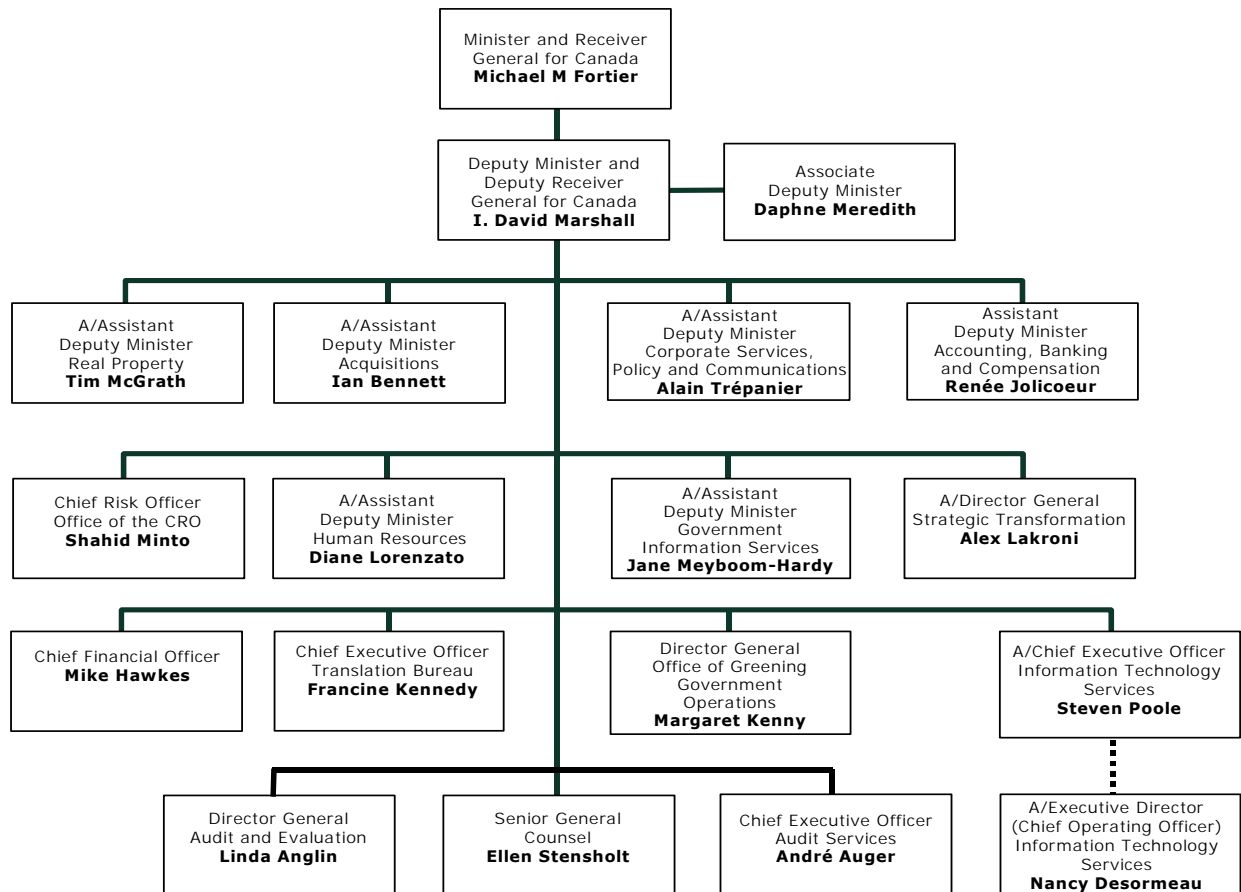 Minister and Receiver
General for Canada
Michael M Fortier
Deputy Minister and
Deputy Receiver
General for Canada
I. David Marshall
Associate
Deputy Minister
Daphne Meredith
A/Assistant
Deputy Minister
Real Property
Tim McGrath
A/Assistant
Deputy Minister
Acquisitions
Ian Bennett
A/Assistant
Deputy Minister
Corporate Services,
Policy and Communications
Alain Trépanier
Assistant
Deputy Minister
Accounting, Banking
and Compensation
Renée Jolicoeur
Chief Risk Officer
Office of the CRO
Shahid Minto
A/Assistant
Deputy Minister
Human Resources
Diane Lorenzato
A/Assistant
Deputy Minister
Government
Information Services
Jane Meyboom-Hardy
A/Director General
Strategic Transformation
Alex Lakroni
Chief Financial Officer
Mike Hawkes
Chief Executive Officer
Translation Bureau
Francine Kennedy
Director General
Office of Greening
Government
Operations
Margaret Kenny
A/Chief Executive Officer
Information Technology
Services
Steven Poole
Director General
Audit and Evaluation
Linda Anglin
Senior General
Counsel
Ellen Stensholt
Chief Executive Officer
Audit Services
André Auger
A/Executive Director
(Chief Operating Officer)
Information Technology
Services
Nancy Desormeau